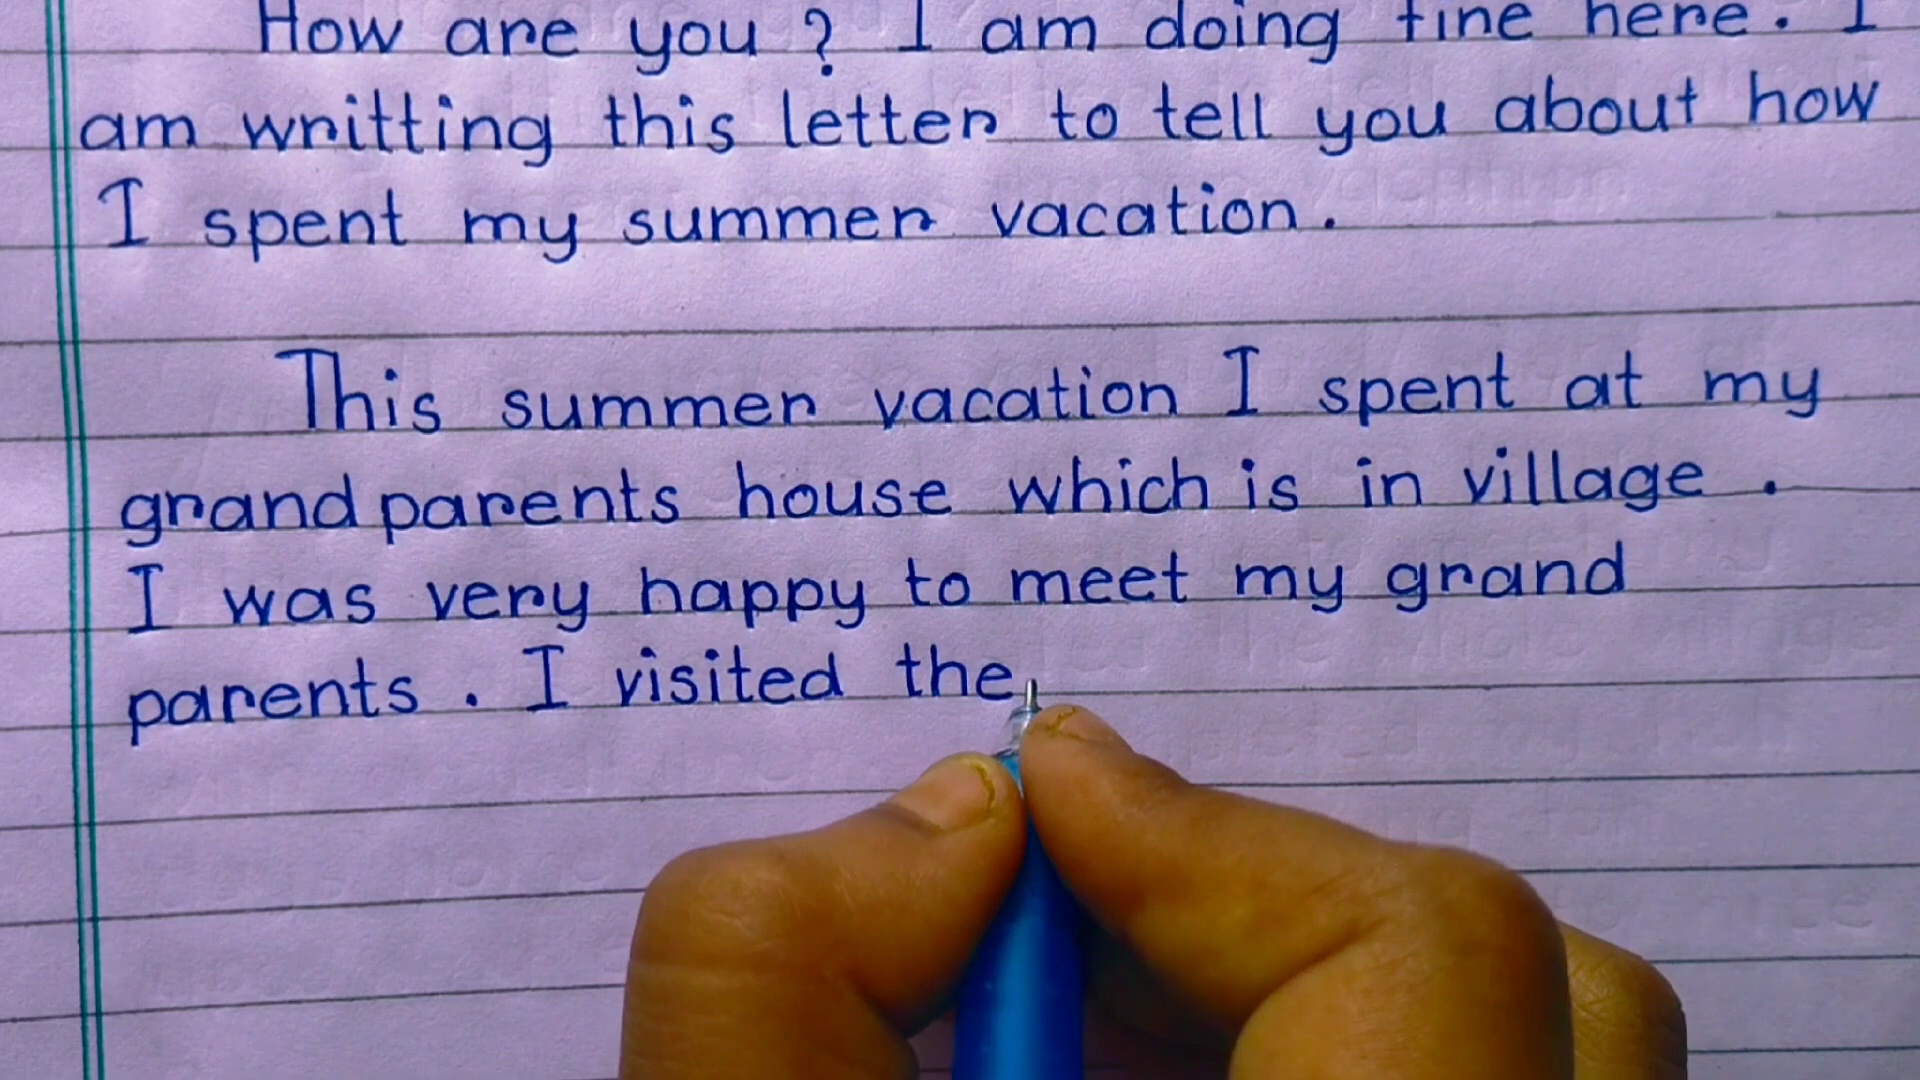 How are you ? I am doing fine here. I
am writting this letter to tell you about how
I spent my summer vacation.
This summer vacation I spent at my
grandparents house which is in village .
I was very happy to meet my grand
parents . I visited the